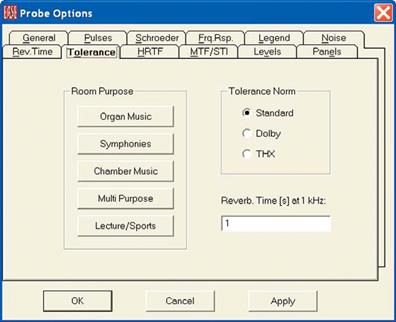 EASE Probe Options
General Pulses Schroeder Frq.Rsp. Legend Noise
Rev.Time Tolerance HRTF MTF/STI Levels Panels
Room Purpose
Tolerance Norm
Organ Music
Standard
Symphonies
Dolby
Chamber Music
THX
Multi Purpose
Reverb. Time [s] at 1 kHz:
Lecture/Sports
1
OK Cancel Apply